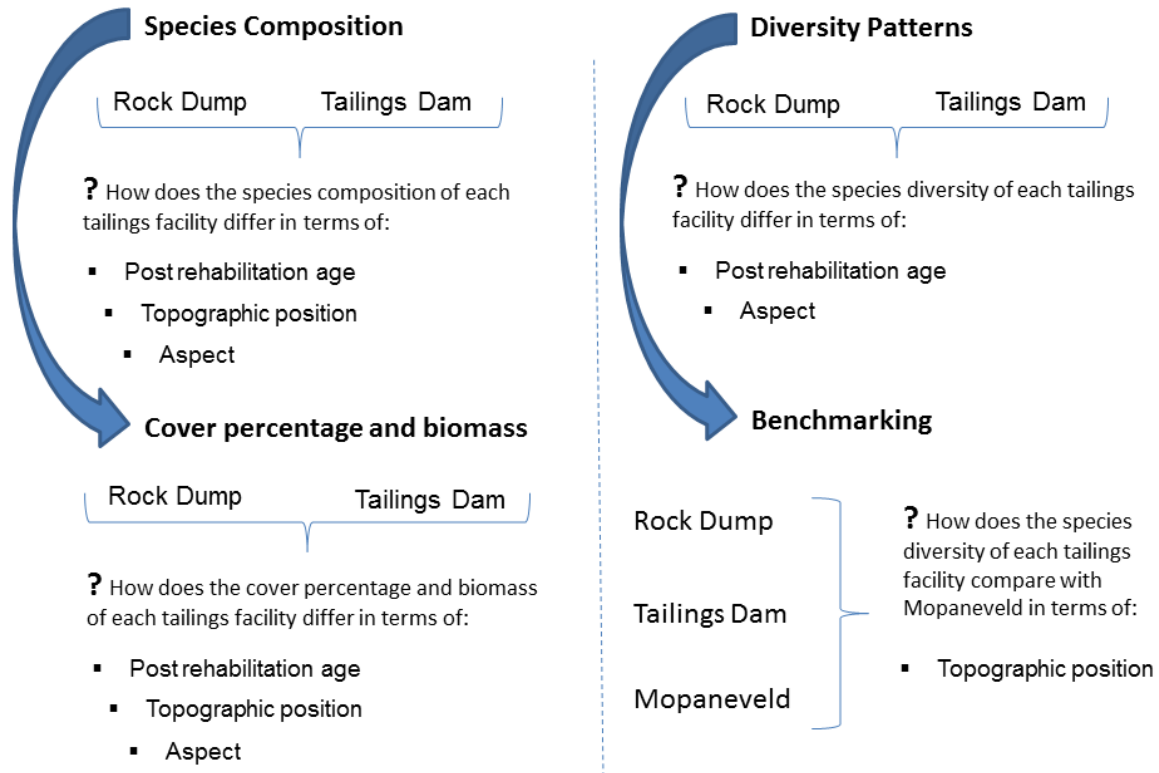 Species Composition
Rock Dump
Tailings Dam
? How does the species composition of each
tailings facility differ in terms of:
▪ Post rehabilitation age
▪ Topographic position
▪ Aspect
Cover percentage and biomass
Rock Dump
Tailings Dam
? How does the cover percentage and biomass
of each tailings facility differ in terms of:
▪ Post rehabilitation age
▪ Topographic position
▪ Aspect
Diversity Patterns
Rock Dump
Tailings Dam
? How does the species diversity of each tailings
facility differ in terms of:
▪ Post rehabilitation age
▪ Aspect
Benchmarking
Rock Dump
Tailings Dam
Mopaneveld
? How does the species
diversity of each tailings
facility compare with
Mopaneveld in terms of:
▪ Topographic position